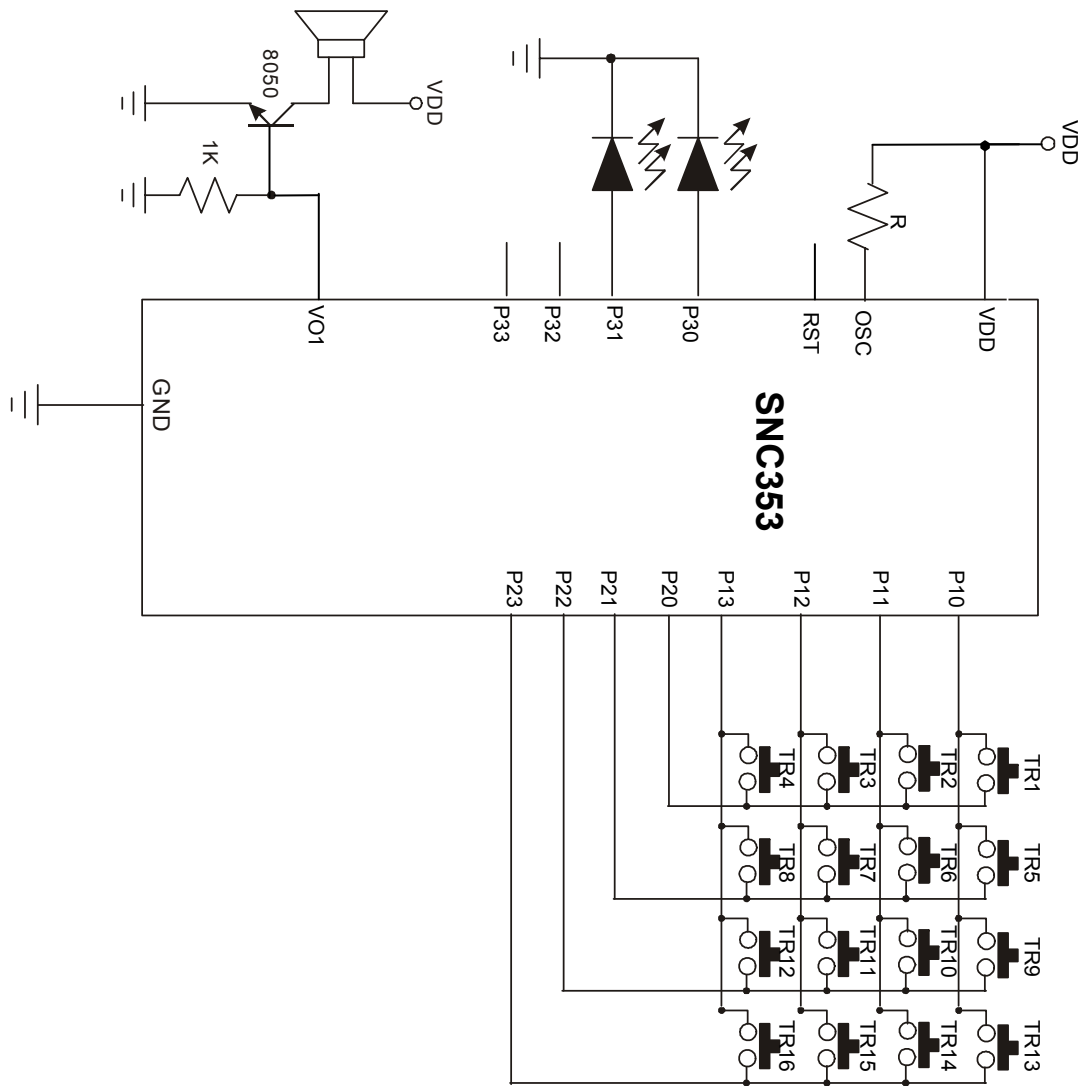 VDD
VDD
8050
1K
R
VO1
P33
P32
P31
P30
RST
OSC
VDD
GND
SNC353
P23
P22
P21
P20
P13
P12
P11
P10
TR4
TR3
TR2
TR1
TR8
TR7
TR6
TR5
TR12
TR11
TR10
TR9
TR16
TR15
TR14
TR13